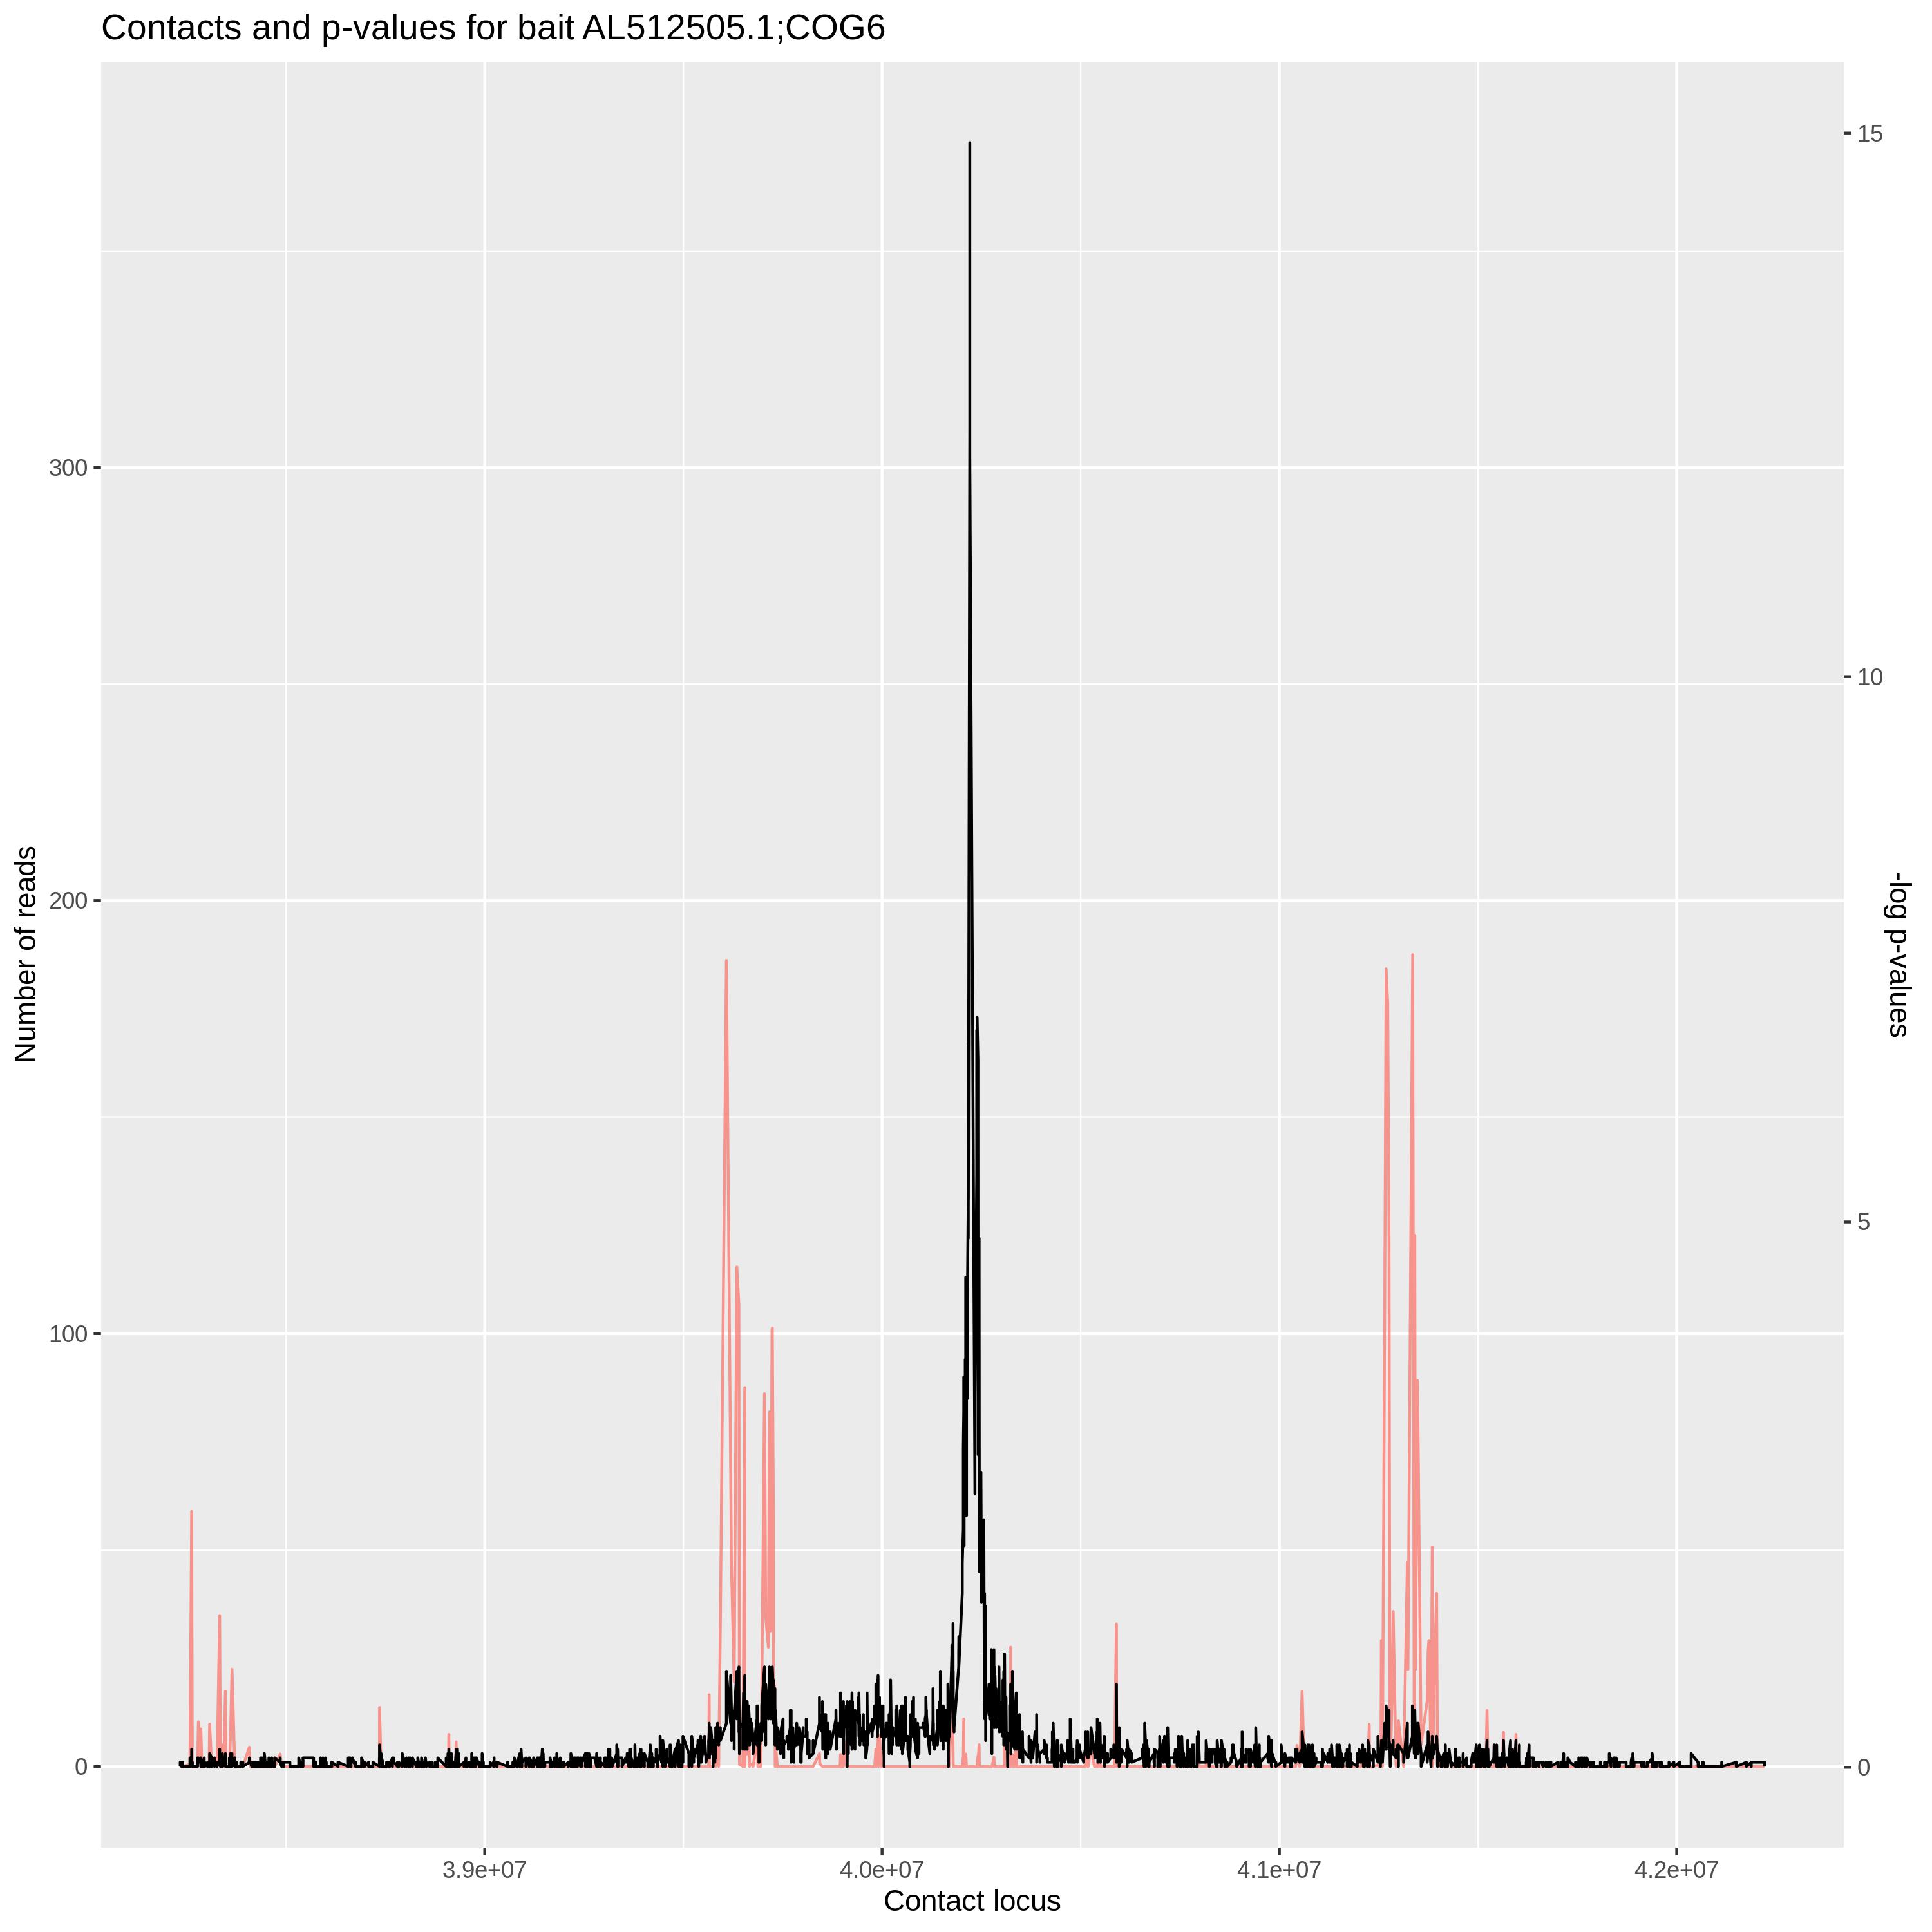 Contacts and p-values for bait AL512505.1;COG6
15
300
10
200
Number of reads
-log p-values
5
100
0
0
3.9e+07
4.0e+07
4.1e+07
4.2e+07
Contact locus